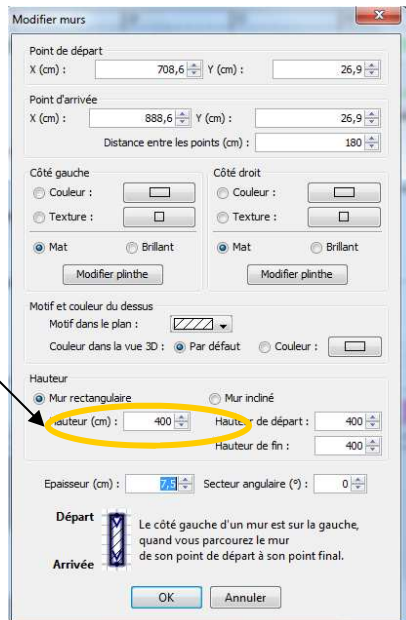 Modifier murs
Point de départ
X (cm) : 708,6 Y (cm) : 26,9
Point d'arrivée
X (cm) : 888,6 Y (cm) : 26,9
Distance entre les points (cm) : 180
Côté gauche Côté droit
Couleur : Couleur :
Texture : Texture :
Mat Brillant Mat Brillant
Modifier plinthe Modifier plinthe
Motif et couleur du dessus
Motif dans le plan :
Couleur dans la vue 3D : Par défaut Couleur :
Hauteur
Mur rectangulaire Mur incliné
Hauteur (cm) : 400 Hauteur de départ : 400
Hauteur de fin : 400
Epaisseur (cm) : 7,5 Secteur angulaire (°) : 0
Départ
Le côté gauche d'un mur est sur la gauche,
quand vous parcourez le mur
de son point de départ à son point final.
Arrivée
OK Annuler